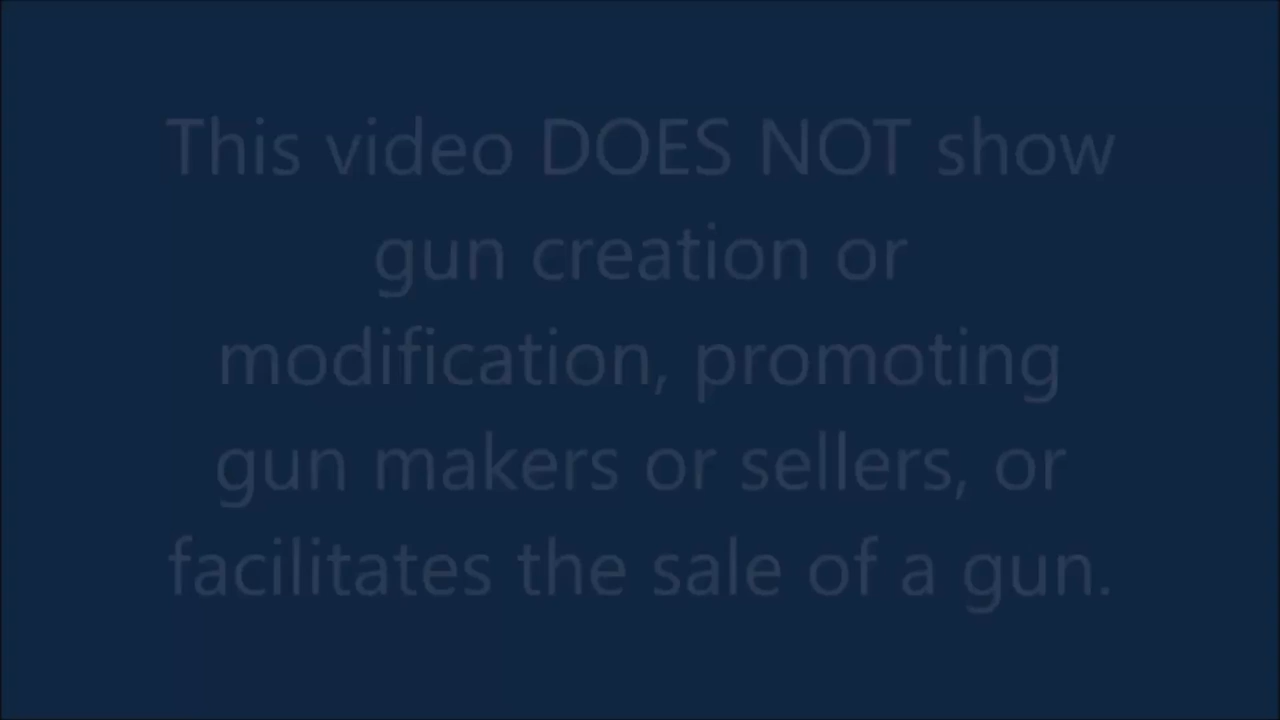 This video DOES NOT show
gun creation or
modification, promoting
gun makers or sellers, or
facilitates the sale of a gun.